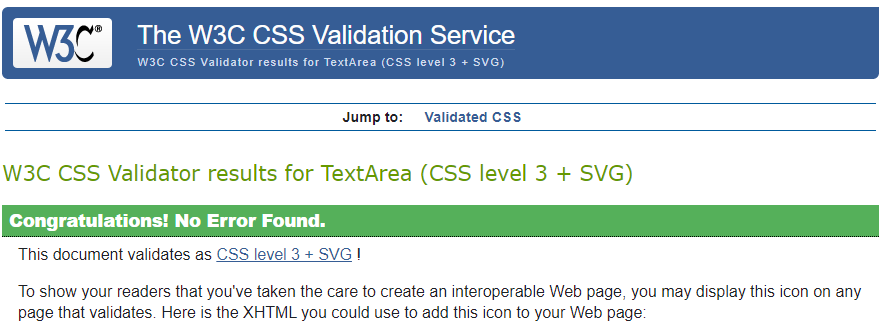 W3C®
The W3C CSS Validation Service
W3C CSS Validator results for TextArea (CSS level 3 + SVG)
Jump to: Validated CSS
W3C CSS Validator results for TextArea (CSS level 3 + SVG)
Congratulations! No Error Found.
This document validates as CSS level 3 + SVG !
To show your readers that you've taken the care to create an interoperable Web page, you may display this icon on any
page that validates. Here is the XHTML you could use to add this icon to your Web page: